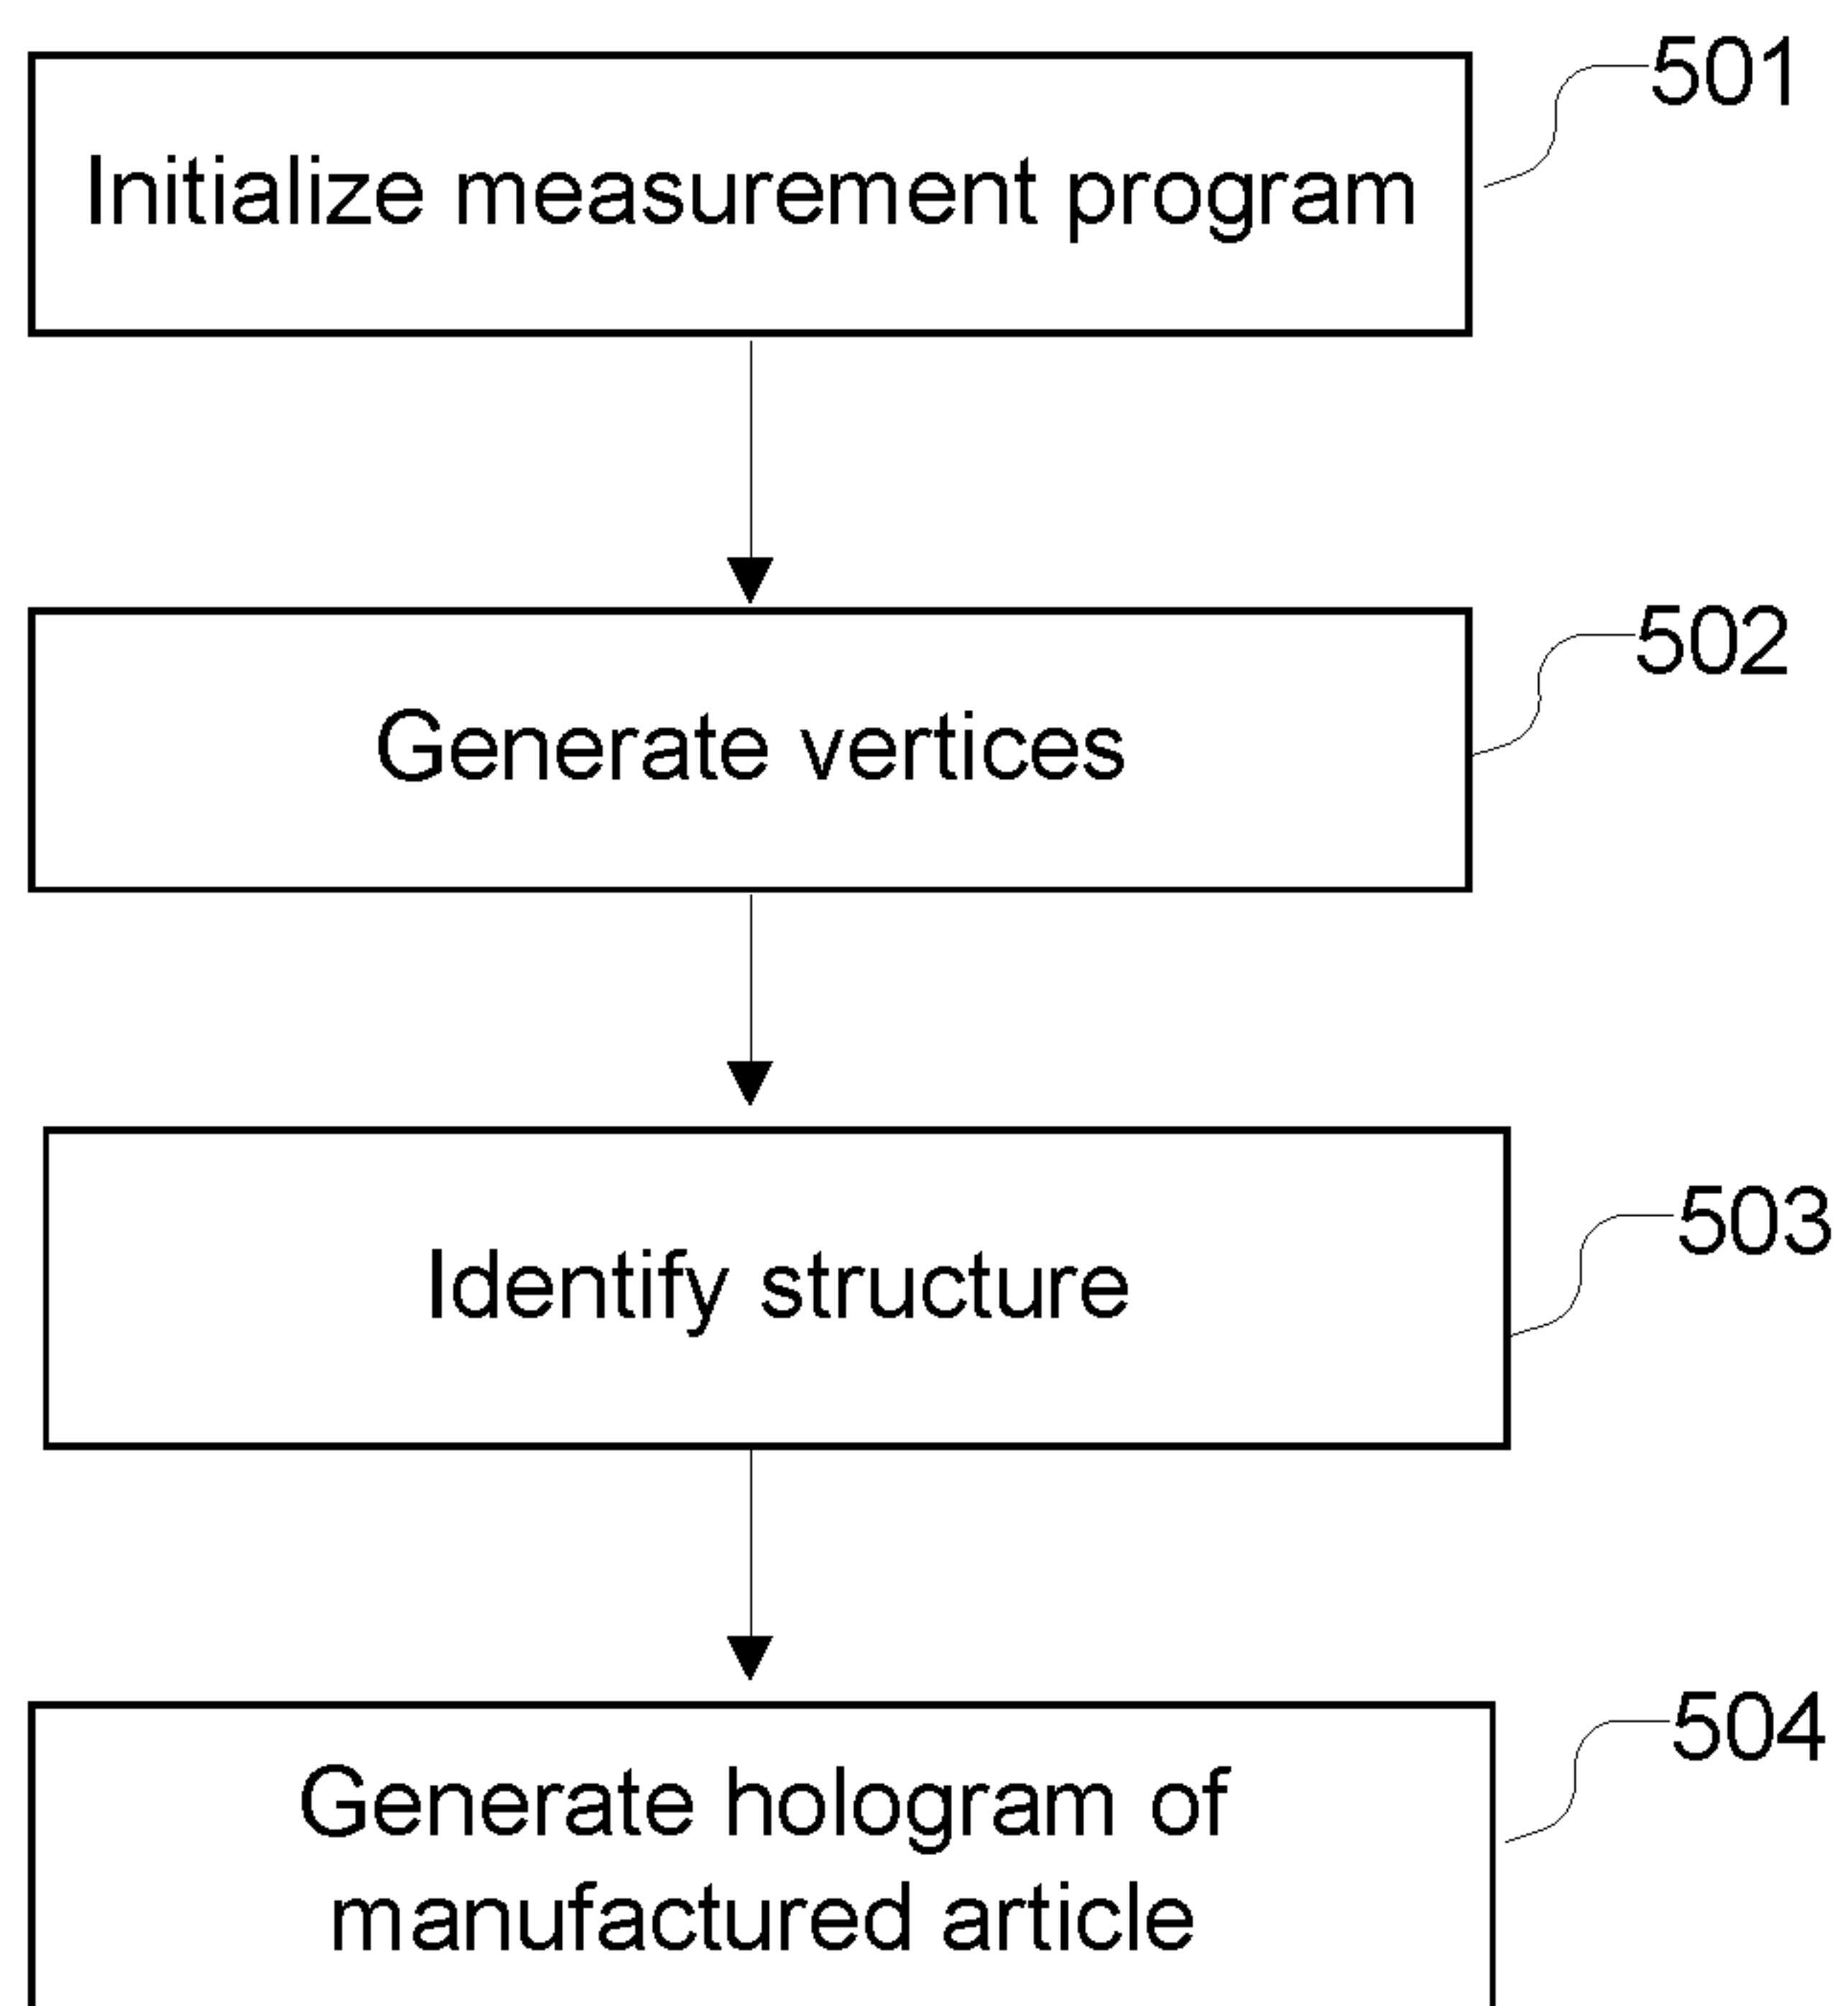 501
Initialize measurement program
502
Generate vertices
503
Identify structure
504
Generate hologram of
manufactured article